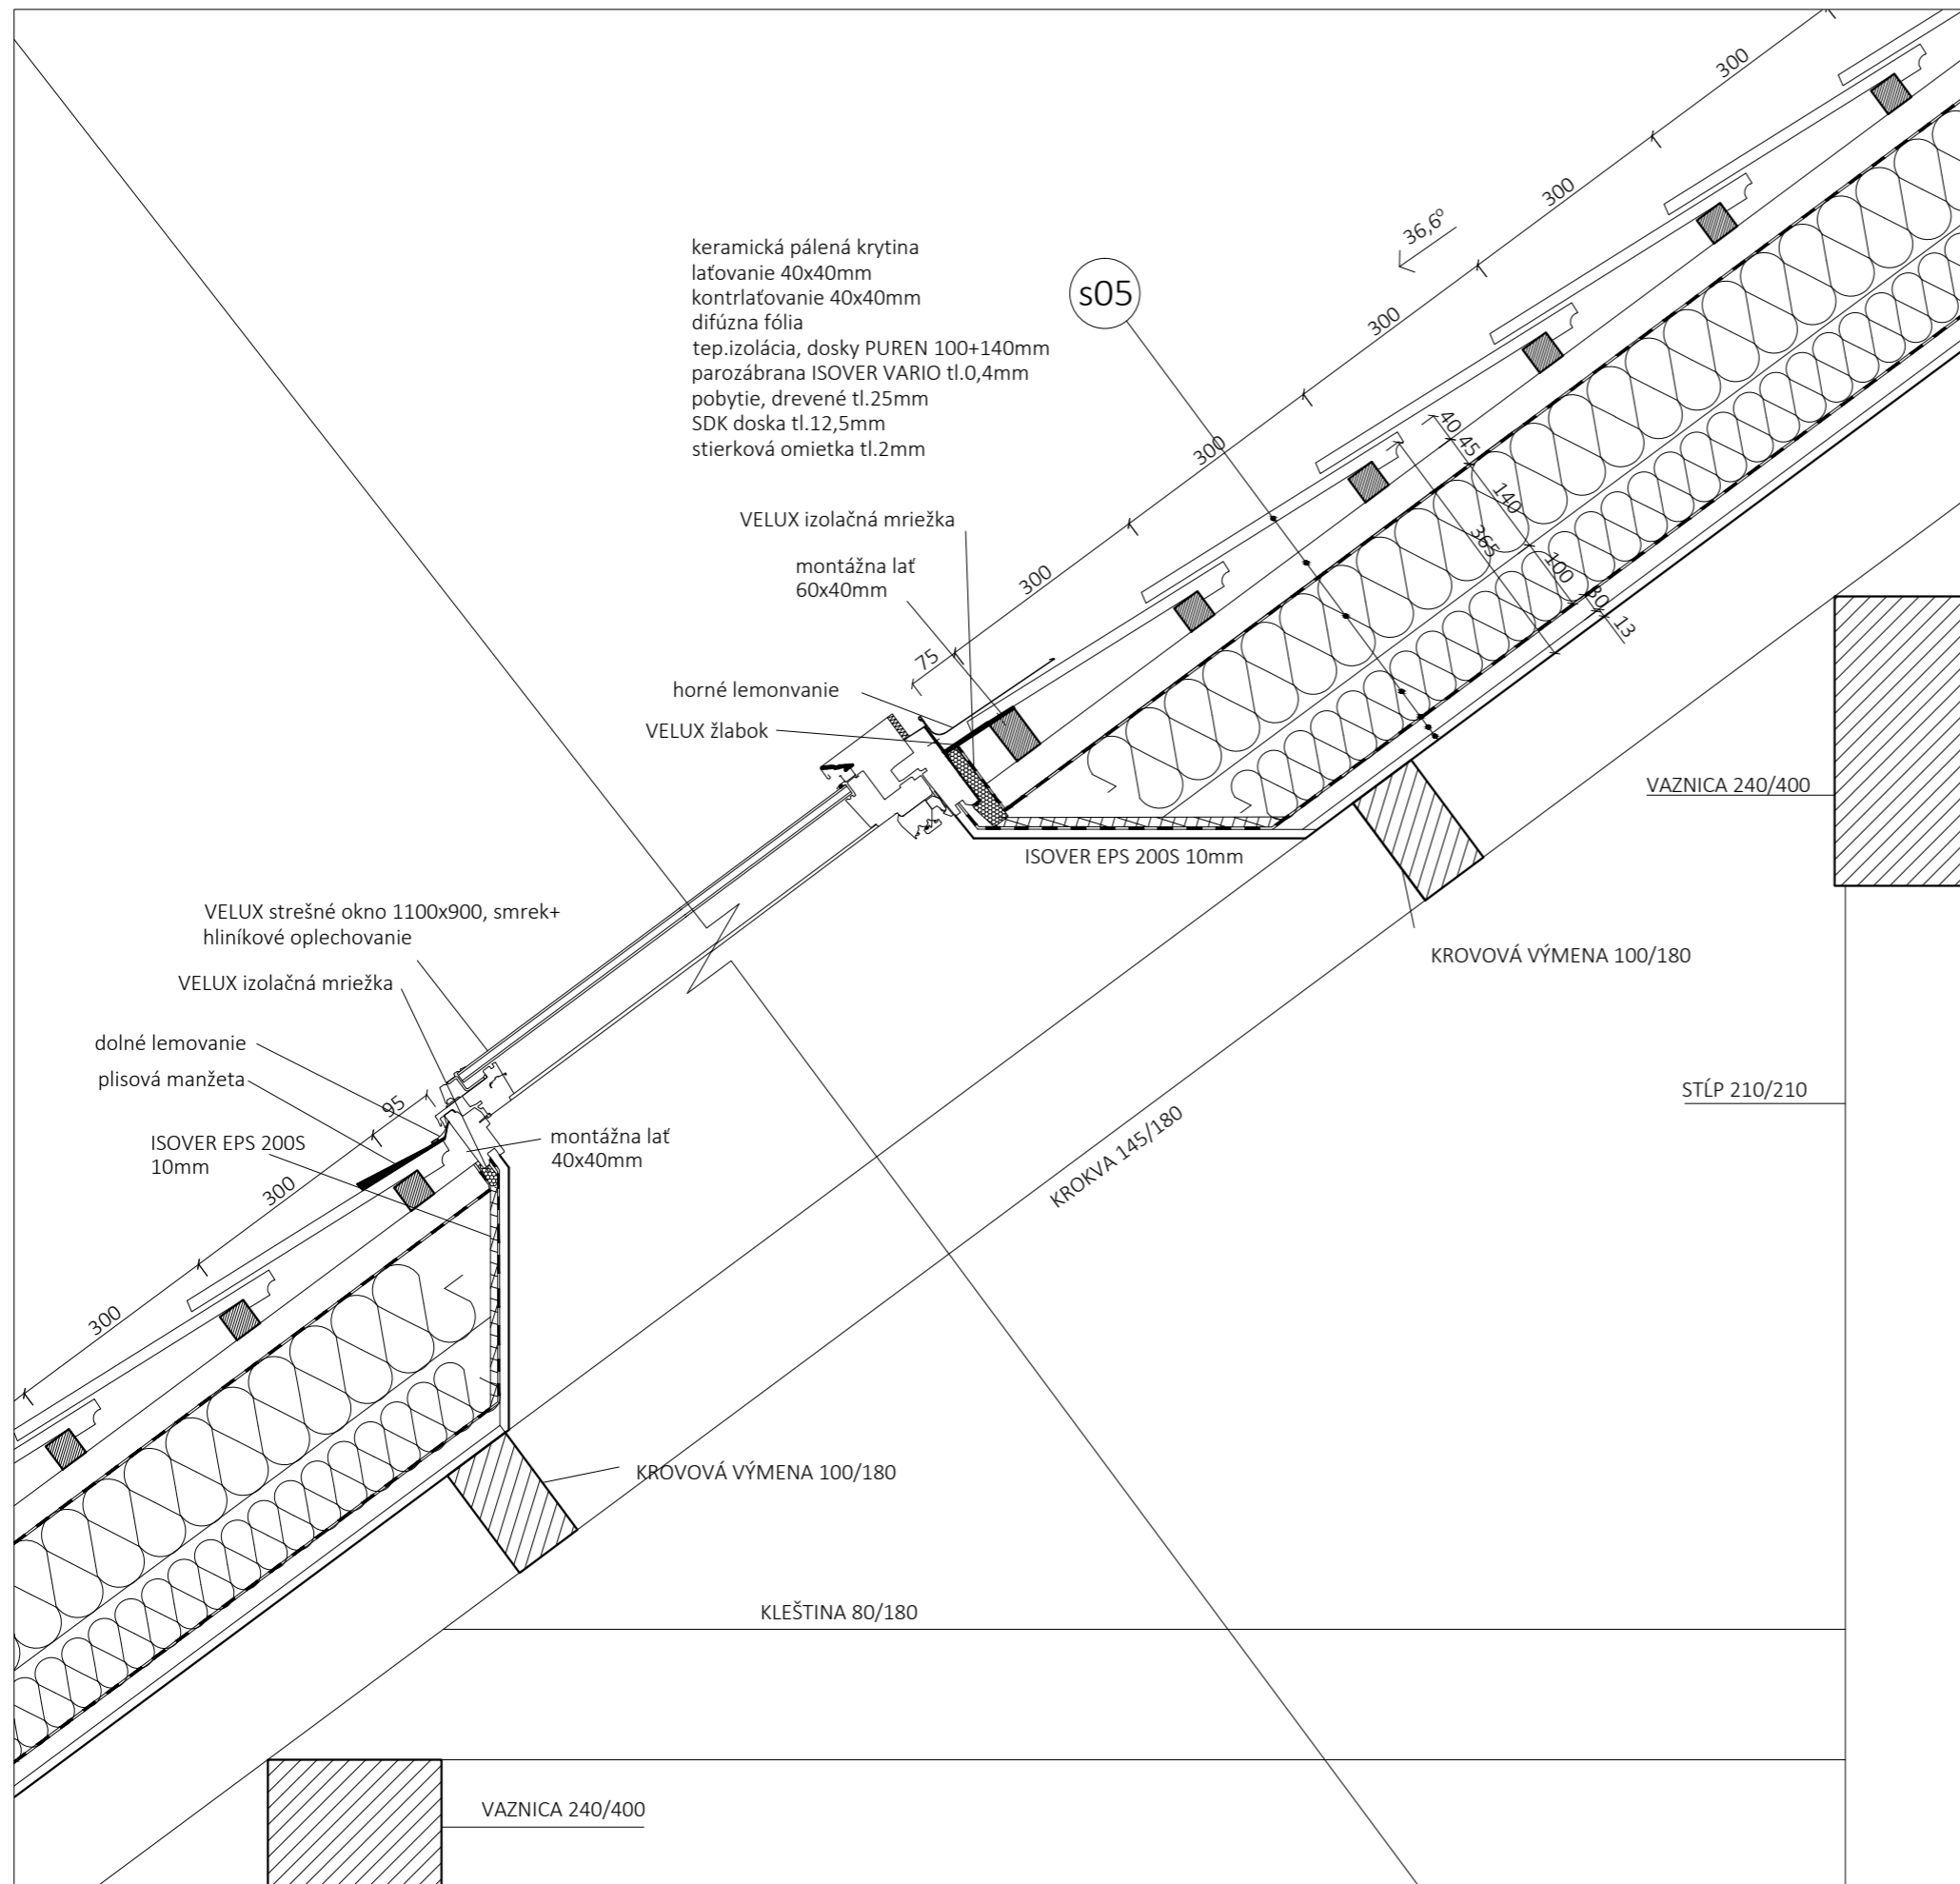 300
300
36,6°
keramická pálená krytina
laťovanie 40x40mm
kontrlaťovanie 40x40mm
difúzna fólia
tep.izolácia, dosky PUREN 100+140mm
parozábrana ISOVER VARIO tl.0,4mm
pobytie, drevené tl.25mm
SDK doska tl.12,5mm
stierková omietka tl.2mm
s05
300
300
40
45
140
365
100
30
13
VELUX izolačná mriežka
montážna lať
60x40mm
300
75
horné lemonvanie
VELUX žlabok
VAZNICA 240/400
ISOVER EPS 200S 10mm
KROVOVÁ VÝMENA 100/180
VELUX strešné okno 1100x900, smrek+
hliníkové oplechovanie
VELUX izolačná mriežka
dolné lemovanie
plisová manžeta
95
ISOVER EPS 200S
10mm
montážna lať
40x40mm
STĹP 210/210
KROKVA 145/180
300
300
KROVOVÁ VÝMENA 100/180
KLEŠTINA 80/180
VAZNICA 240/400